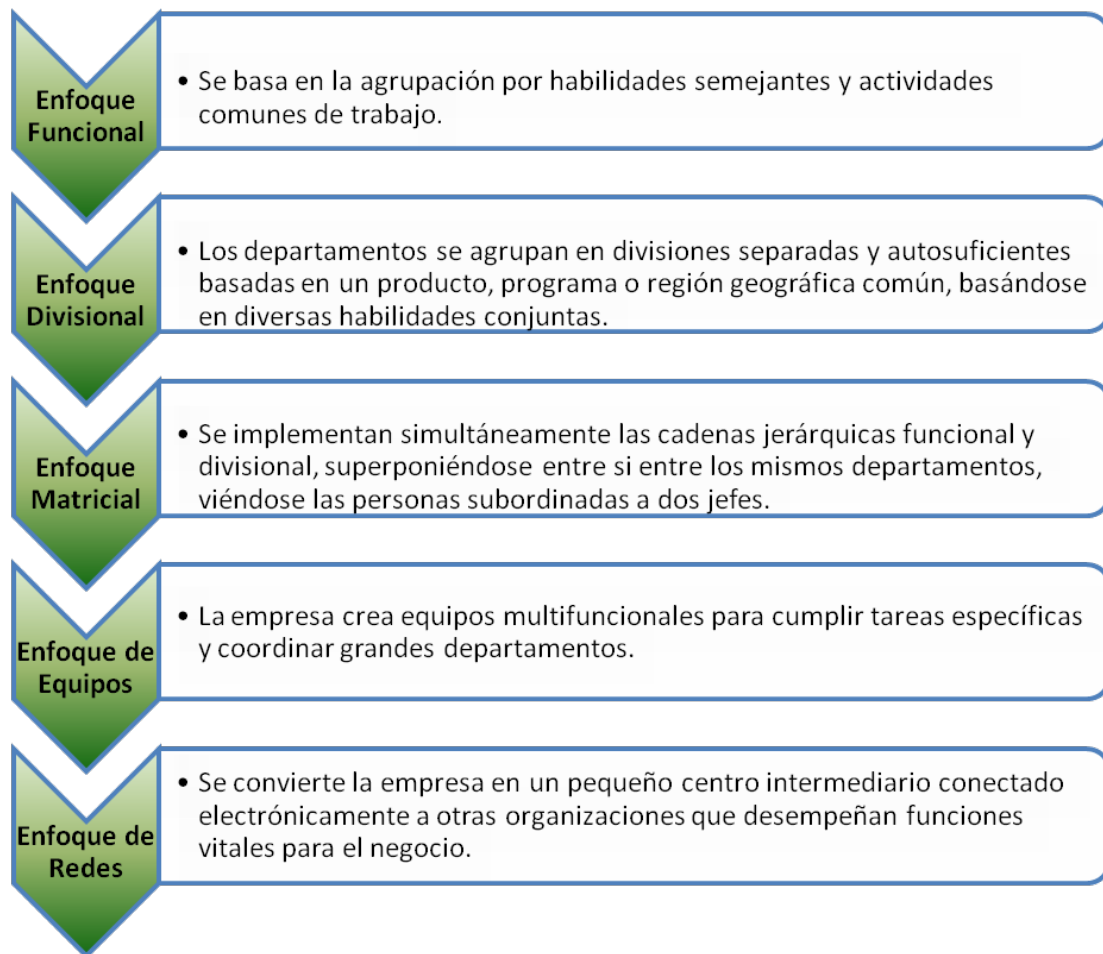 Enfoque
Funcional
• Se basa en la agrupación por habilidades semejantes y actividades
comunes de trabajo.
Enfoque
Divisional
• Los departamentos se agrupan en divisiones separadas y autosuficientes
basadas en un producto, programa o región geográfica común, basándose
en diversas habilidades conjuntas.
Enfoque
Matricial
• Se implementan simultáneamente las cadenas jerárquicas funcional y
divisional, superponiéndose entre si entre los mismos departamentos,
viéndose las personas subordinadas a dos jefes.
Enfoque de
Equipos
• La empresa crea equipos multifuncionales para cumplir tareas específicas
y coordinar grandes departamentos.
Enfoque de
Redes
• Se convierte la empresa en un pequeño centro intermediario conectado
electrónicamente a otras organizaciones que desempeñan funciones
vitales para el negocio.